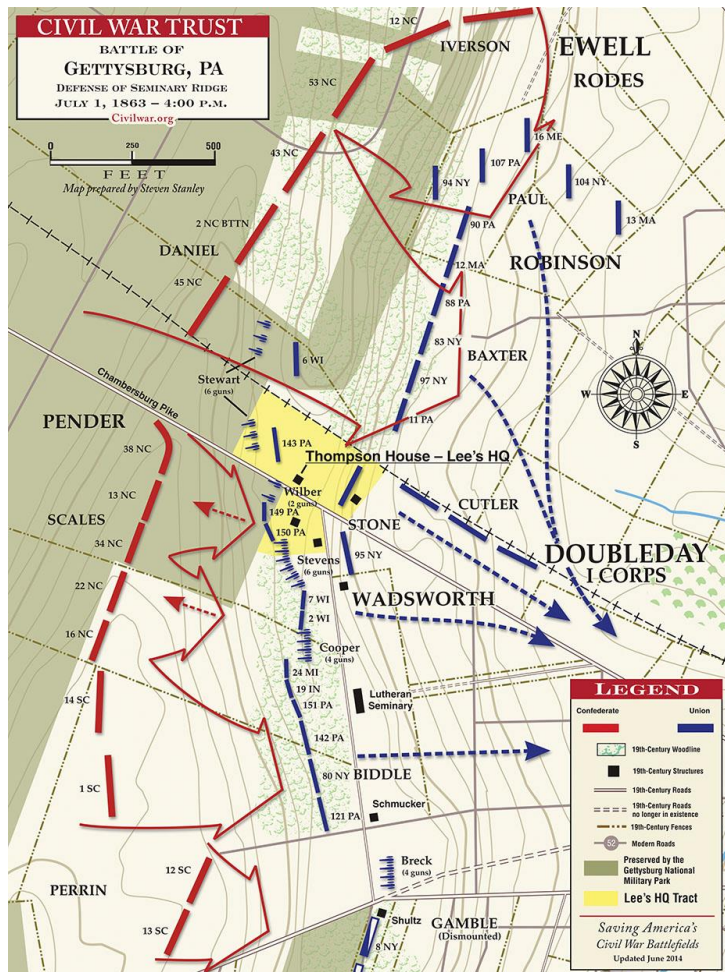 CIVIL WAR TRUST
BATTLE OF
GETTYSBURG, PA
DEFENSE OF SEMINARY RIDGE
JULY 1, 1863 – 4:00 P.M.
Civilwar.org
0 250 500
FEET
Map prepared by Steven Stanley
12 NC
IVERSON
EWELL
RODES
53 NC
16 ME
43 NC
107 PA
94 NY
104 NY
PAUL
13 MA
2 NC BTTN
90 PA
DANIEL
12 MA
ROBINSON
45 NC
88 PA
83 NY
6 WI
BAXTER
N
W
E
S
Stewart
(6 guns)
97 NY
Chambersburg Pike
11 PA
PENDER
143 PA
38 NC
Thompson House – Lee's HQ
Wilber
(2 guns)
13 NC
CUTLER
149 PA
SCALES
STONE
150 PA
34 NC
Stevens
(6 guns)
95 NY
DOUBLEDAY
I CORPS
22 NC
7 WI
WADSWORTH
2 WI
16 NC
Cooper
(4 guns)
24 MI
19 IN
14 SC
151 PA
Lutheran
Seminary
142 PA
80 NY
BIDDLE
1 SC
121 PA
Schmucker
12 SC
Breck
(4 guns)
PERRIN
Shultz
GAMBLE
(Dismounted)
13 SC
8 NY
LEGEND
Confederate
Union
19th-Century Woodline
19th-Century Structures
19th-Century Roads
19th-Century Roads
no longer in existence
19th-Century Fences
52
Modern Roads
Preserved by the
Gettysburg National
Military Park
Lee's HQ Tract
Saving America's
Civil War Battlefields
Updated June 2014